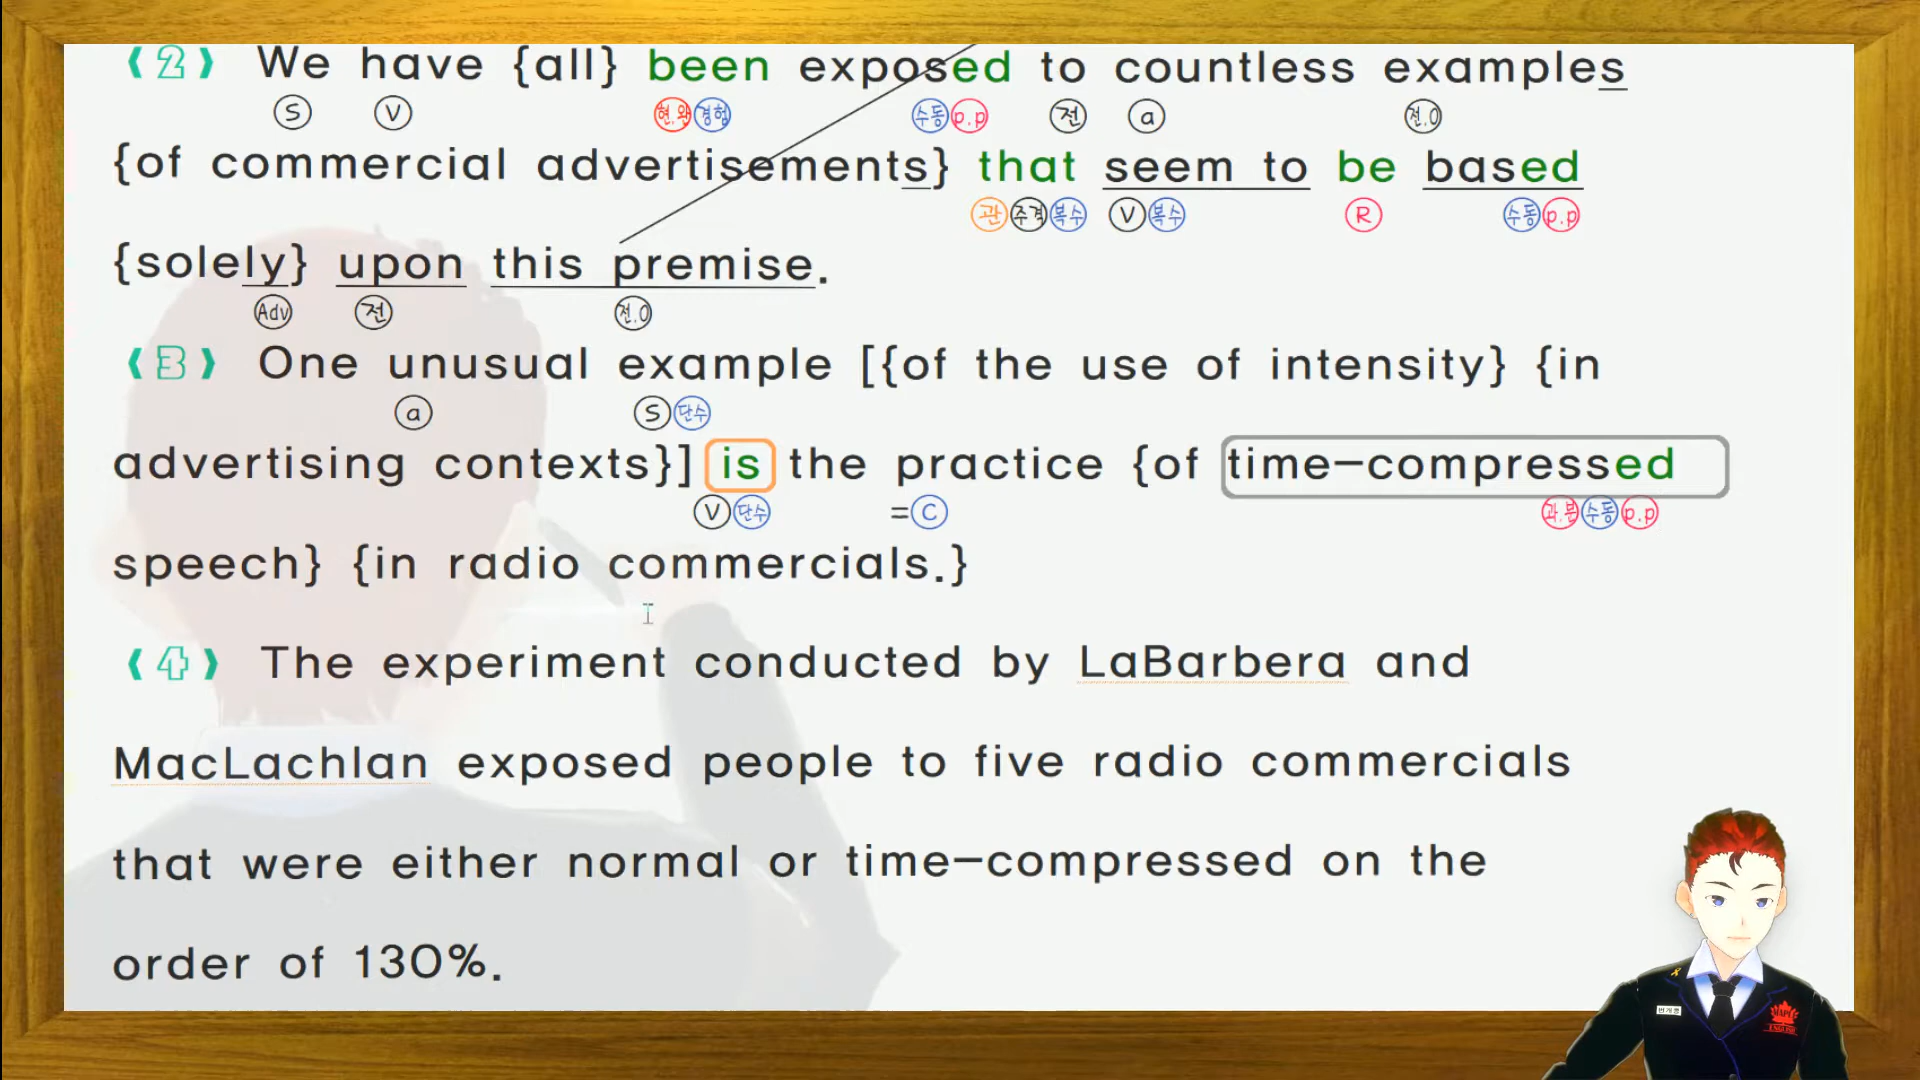 ❪2❫ We have {all} been exposed to countless examples
S V 현.완 경험 수동 p.p 전 a 전.O
{of commercial advertisements} that seem to be based
관 주격 복수 V 복수 R 수동 p.p
{solely} upon this premise.
Adv 전 전.O
❪3❫ One unusual example [{of the use of intensity} {in
a S 단수
advertising contexts}] is the practice {of time-compressed
V 단수 =C 과.분 수동 p.p
speech} {in radio commercials.}
❪4❫ The experiment conducted by LaBarbera and
MacLachlan exposed people to five radio commercials
that were either normal or time-compressed on the
order of 130%.